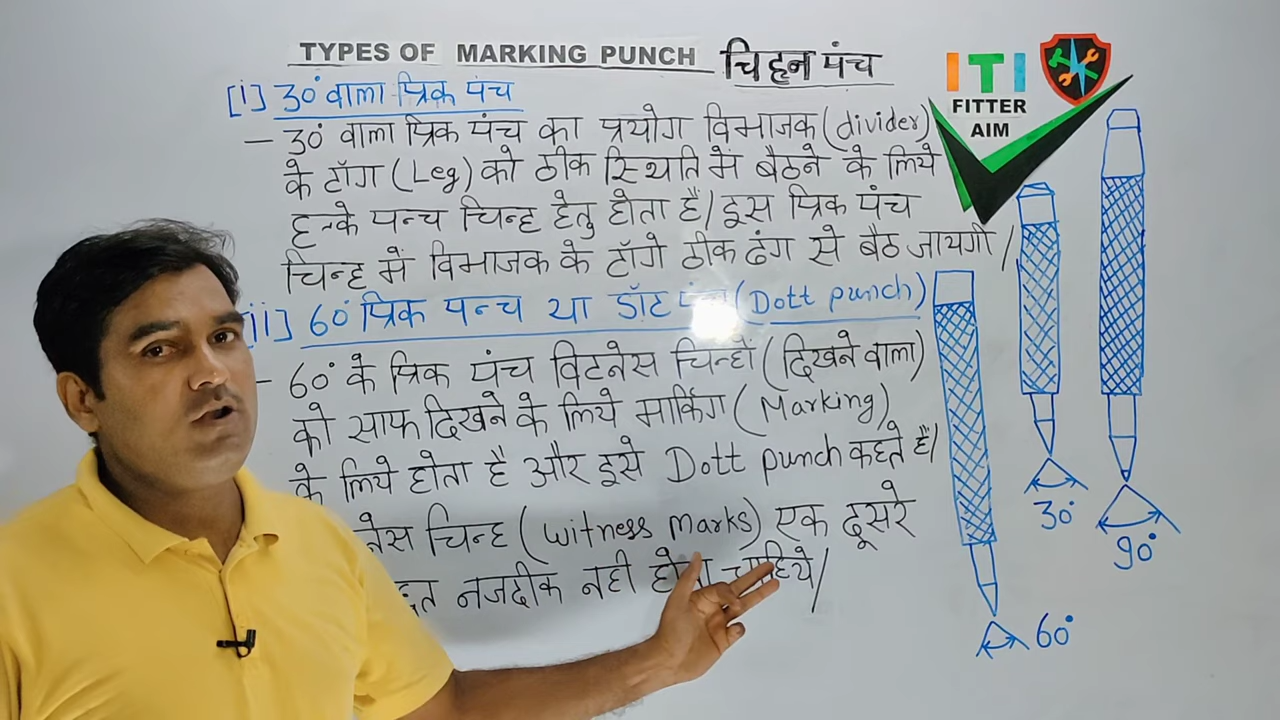 TYPES OF MARKING PUNCH चिहन पंच
ITI
FITTER
AIM
[i] 30° वाला प्रिक पंच
– 30° वाला प्रिक पंच का प्रयोग विभाजक (divider)
के टॉग (Leg) को ठीक स्थिति में बैठने के लिये
हल्के पन्च चिन्ह हेतु होता है/ इस प्रिक पंच
चिन्ह में विभाजक के टॉगे ठीक ढंग से बैठ जायगी/
ii] 60° प्रिक पन्च या डॉट पंच (Dott punch)
– 60° के प्रिक पंच विटनेस चिन्हों (दिखने वाला)
को साफ दिखने के लिये मार्किंग (Marking)
के लिये होता है और इसे Dott punch कहते हैं/
चिन्ह (Witness Marks) एक दूसरे
नजदीक नही होना चाहिये/
30°
90°
60°